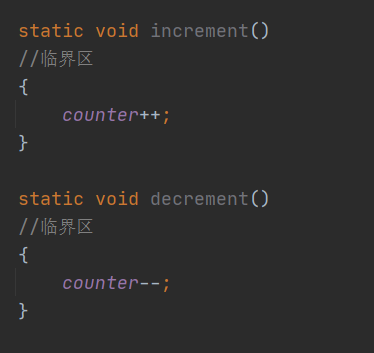 static void increment()
//临界区
{
    counter++;
}
static void decrement()
//临界区
{
    counter--;
}